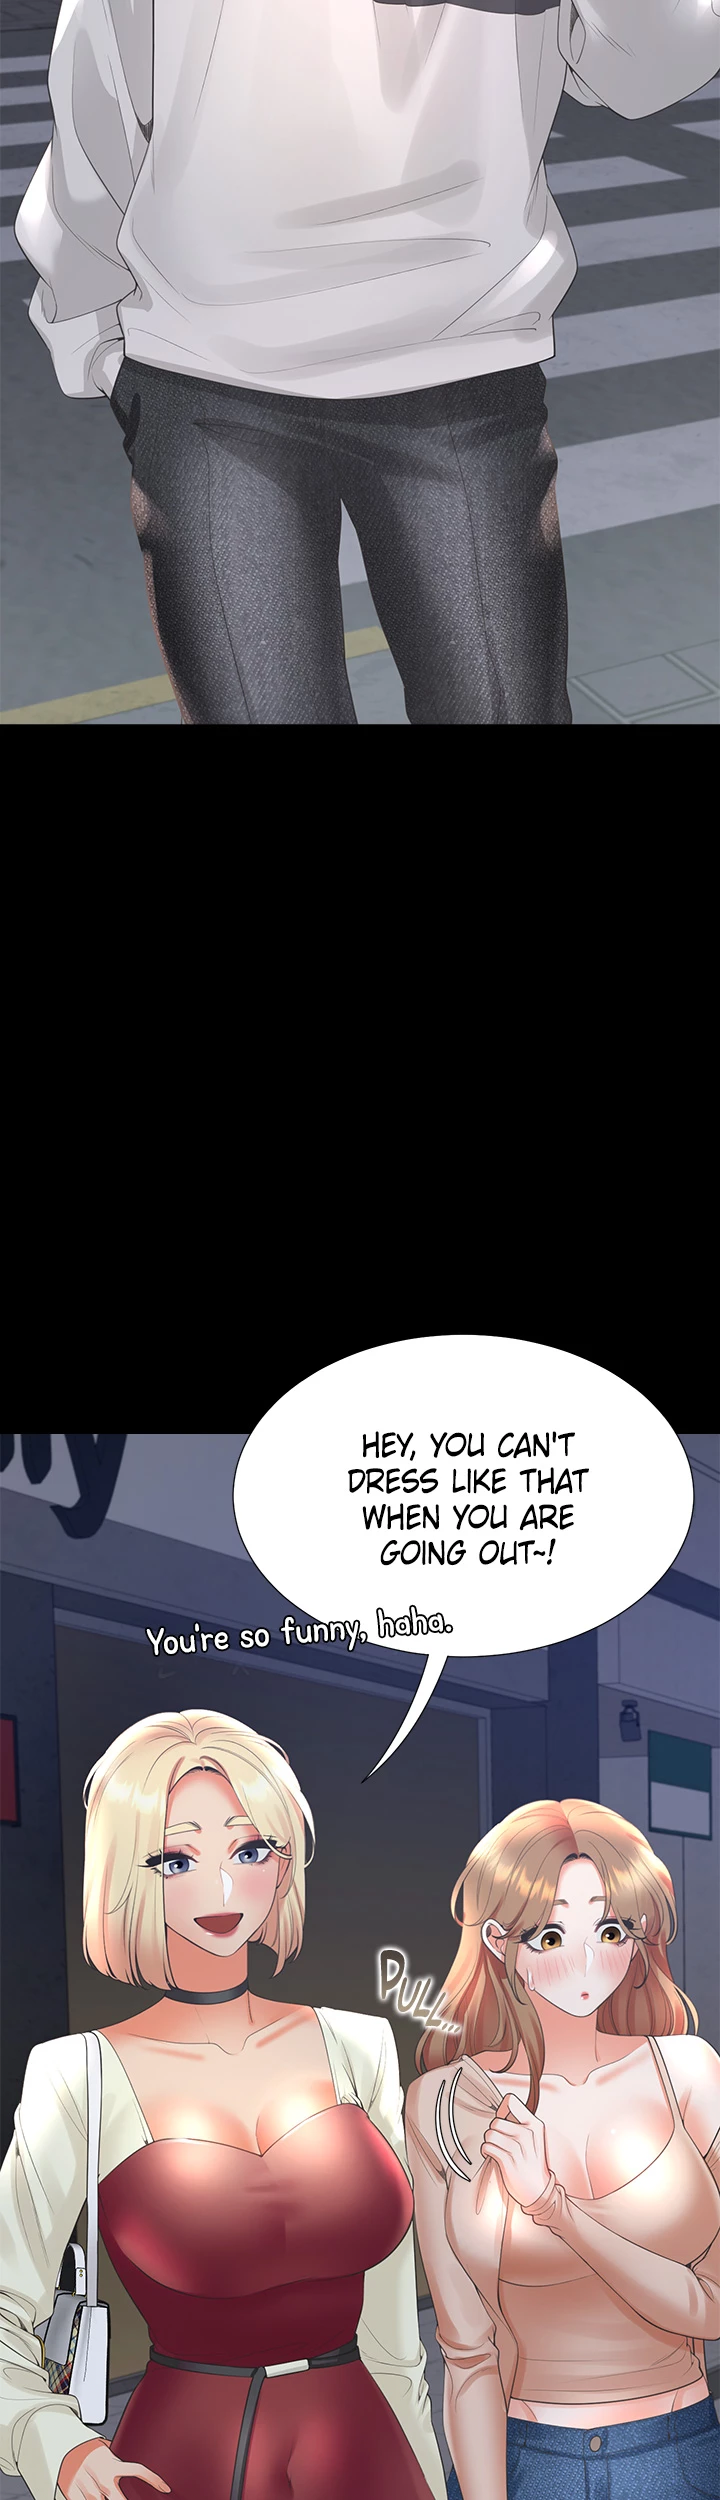 HEY, YOU CAN'T
DRESS LIKE THAT
WHEN YOU ARE
GOING OUT~!
You're so funny, haha.
PULL...